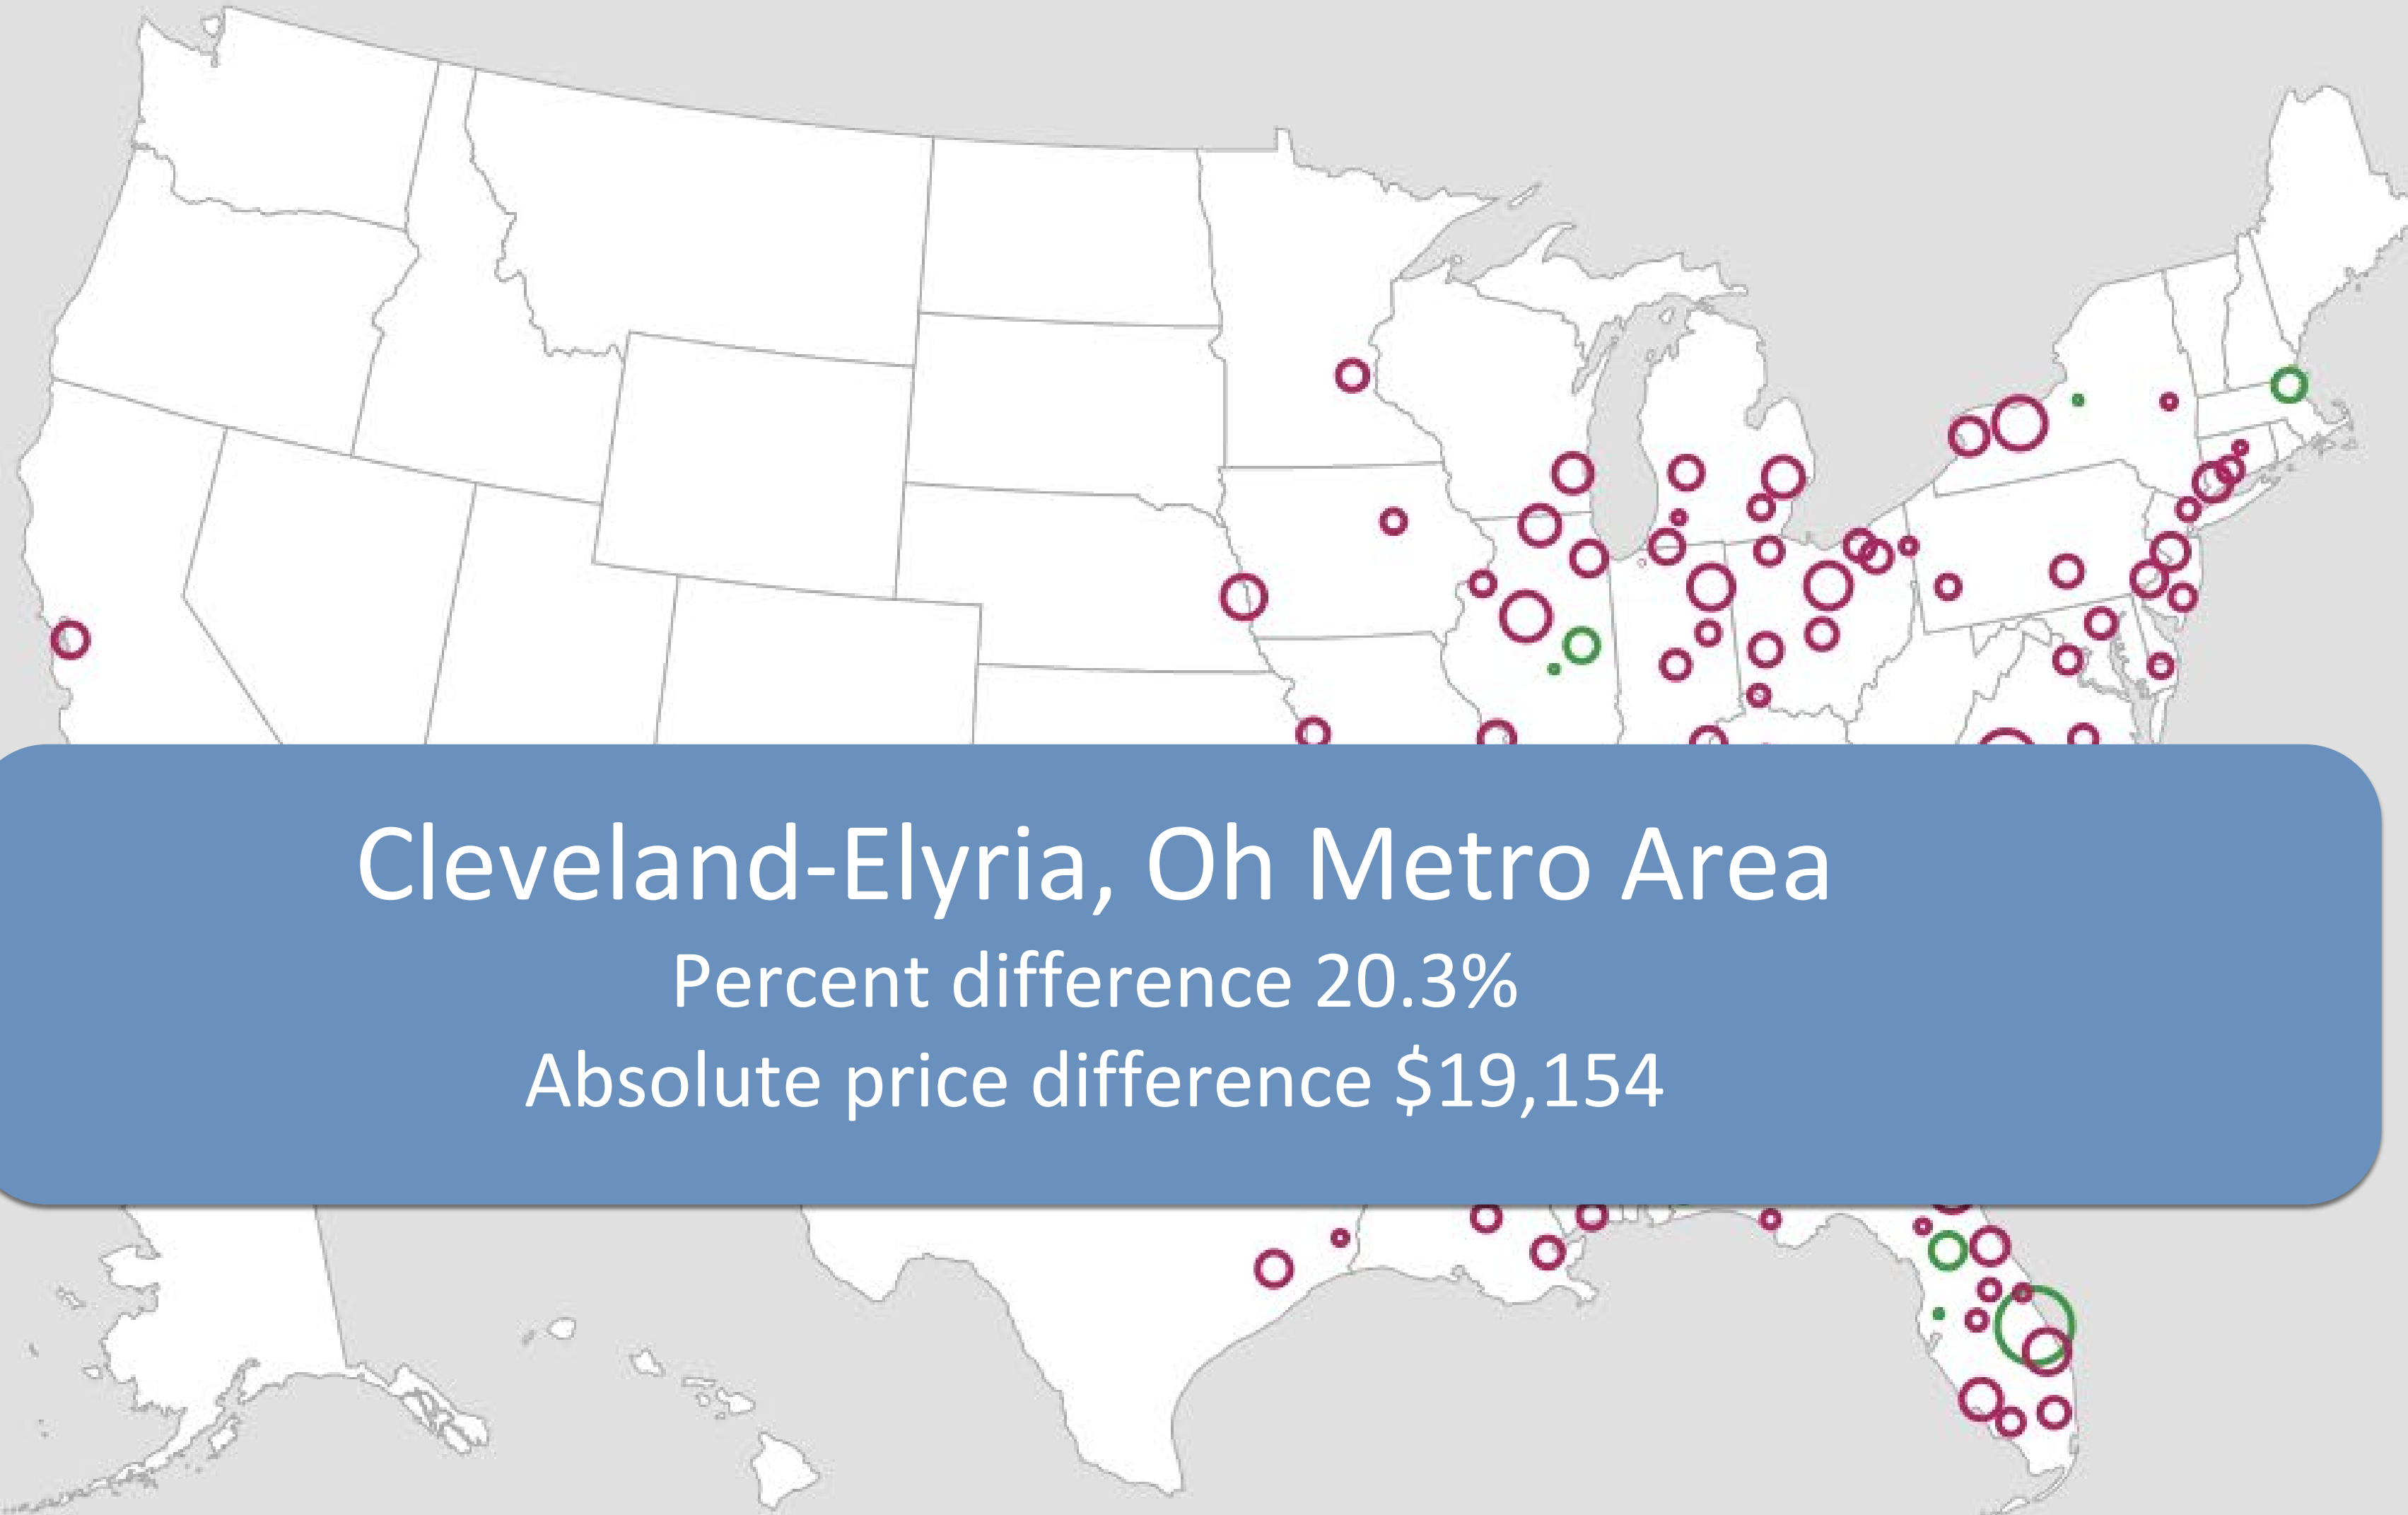 Cleveland-Elyria, Oh Metro Area
Percent difference 20.3%
Absolute price difference $19,154